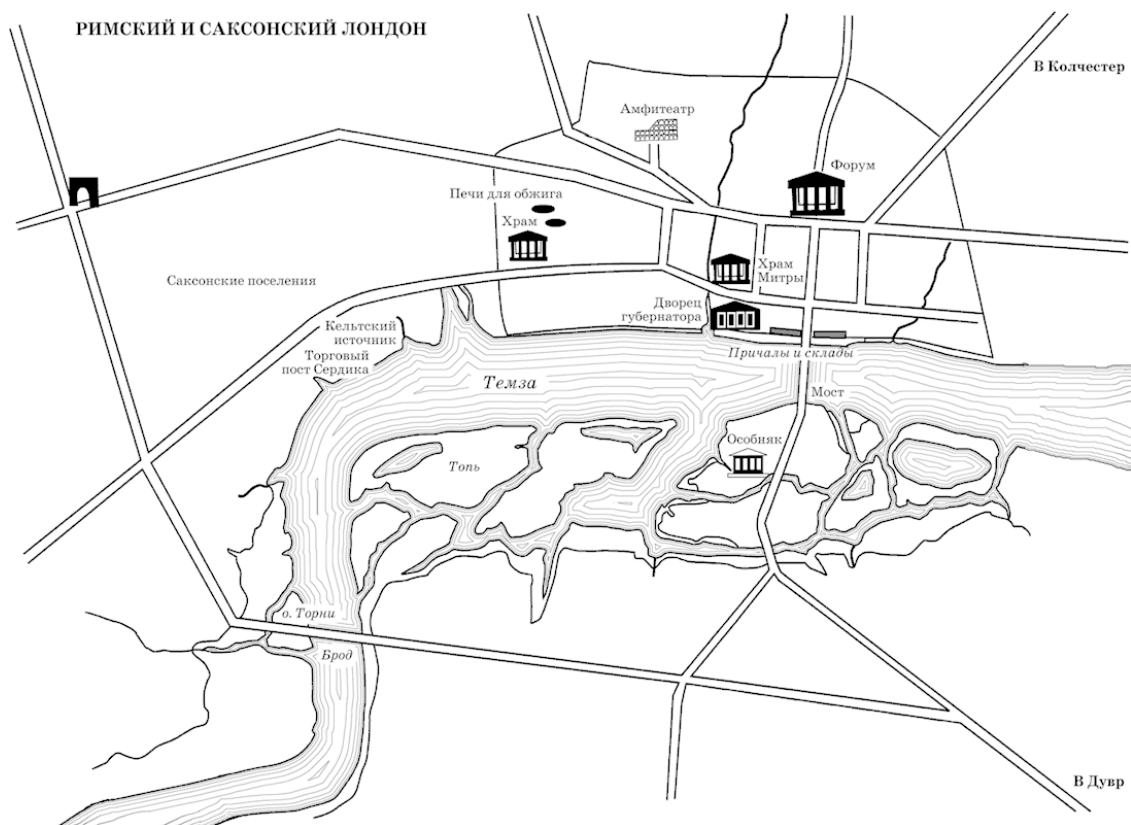 РИМСКИЙ И САКСОНСКИЙ ЛОНДОН
В Колчестер
Амфитеатр
Форум
Печи для обжига
Храм
Храм
Митры
Саксонские поселения
Дворец
губернатора
Кельтский
источник
Торговый
пост Сердика
Причалы и склады
Темза
Мост
Особняк
Топь
о. Торни
Брод
В Дувр